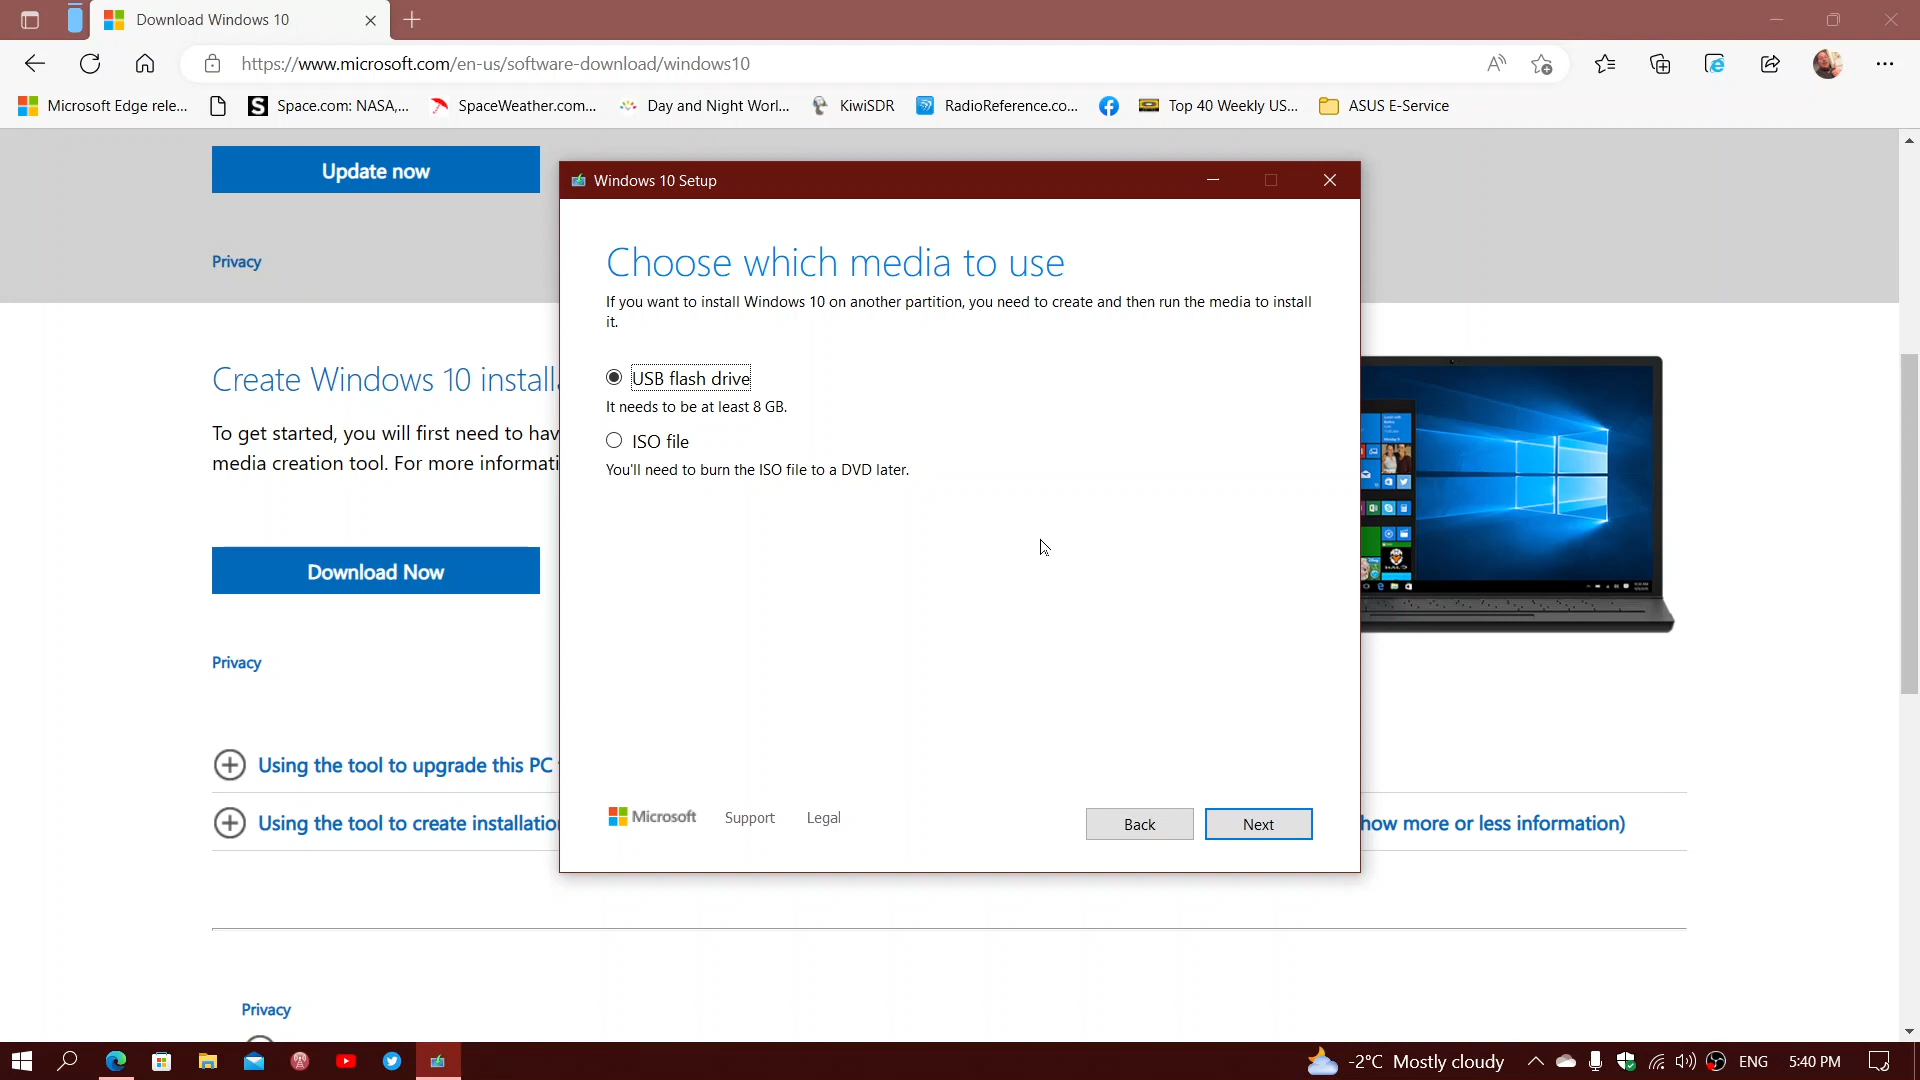 Download Windows 10
https://www.microsoft.com/en-us/software-download/windows10
Microsoft Edge rele...
Space.com: NASA,...
SpaceWeather.com...
Day and Night Worl...
KiwiSDR
RadioReference.co...
Top 40 Weekly US...
ASUS E-Service
Update now
Privacy
Windows 10 Setup
Choose which media to use
If you want to install Windows 10 on another partition, you need to create and then run the media to install
it.
USB flash drive
It needs to be at least 8 GB.
ISO file
You'll need to burn the ISO file to a DVD later.
Microsoft
Support
Legal
Back
Next
Create Windows 10 install
To get started, you will first need to hav
media creation tool. For more informati
Download Now
Privacy
Using the tool to upgrade this PC
Using the tool to create installatio
how more or less information)
Privacy
-2°C Mostly cloudy
ENG
5:40 PM